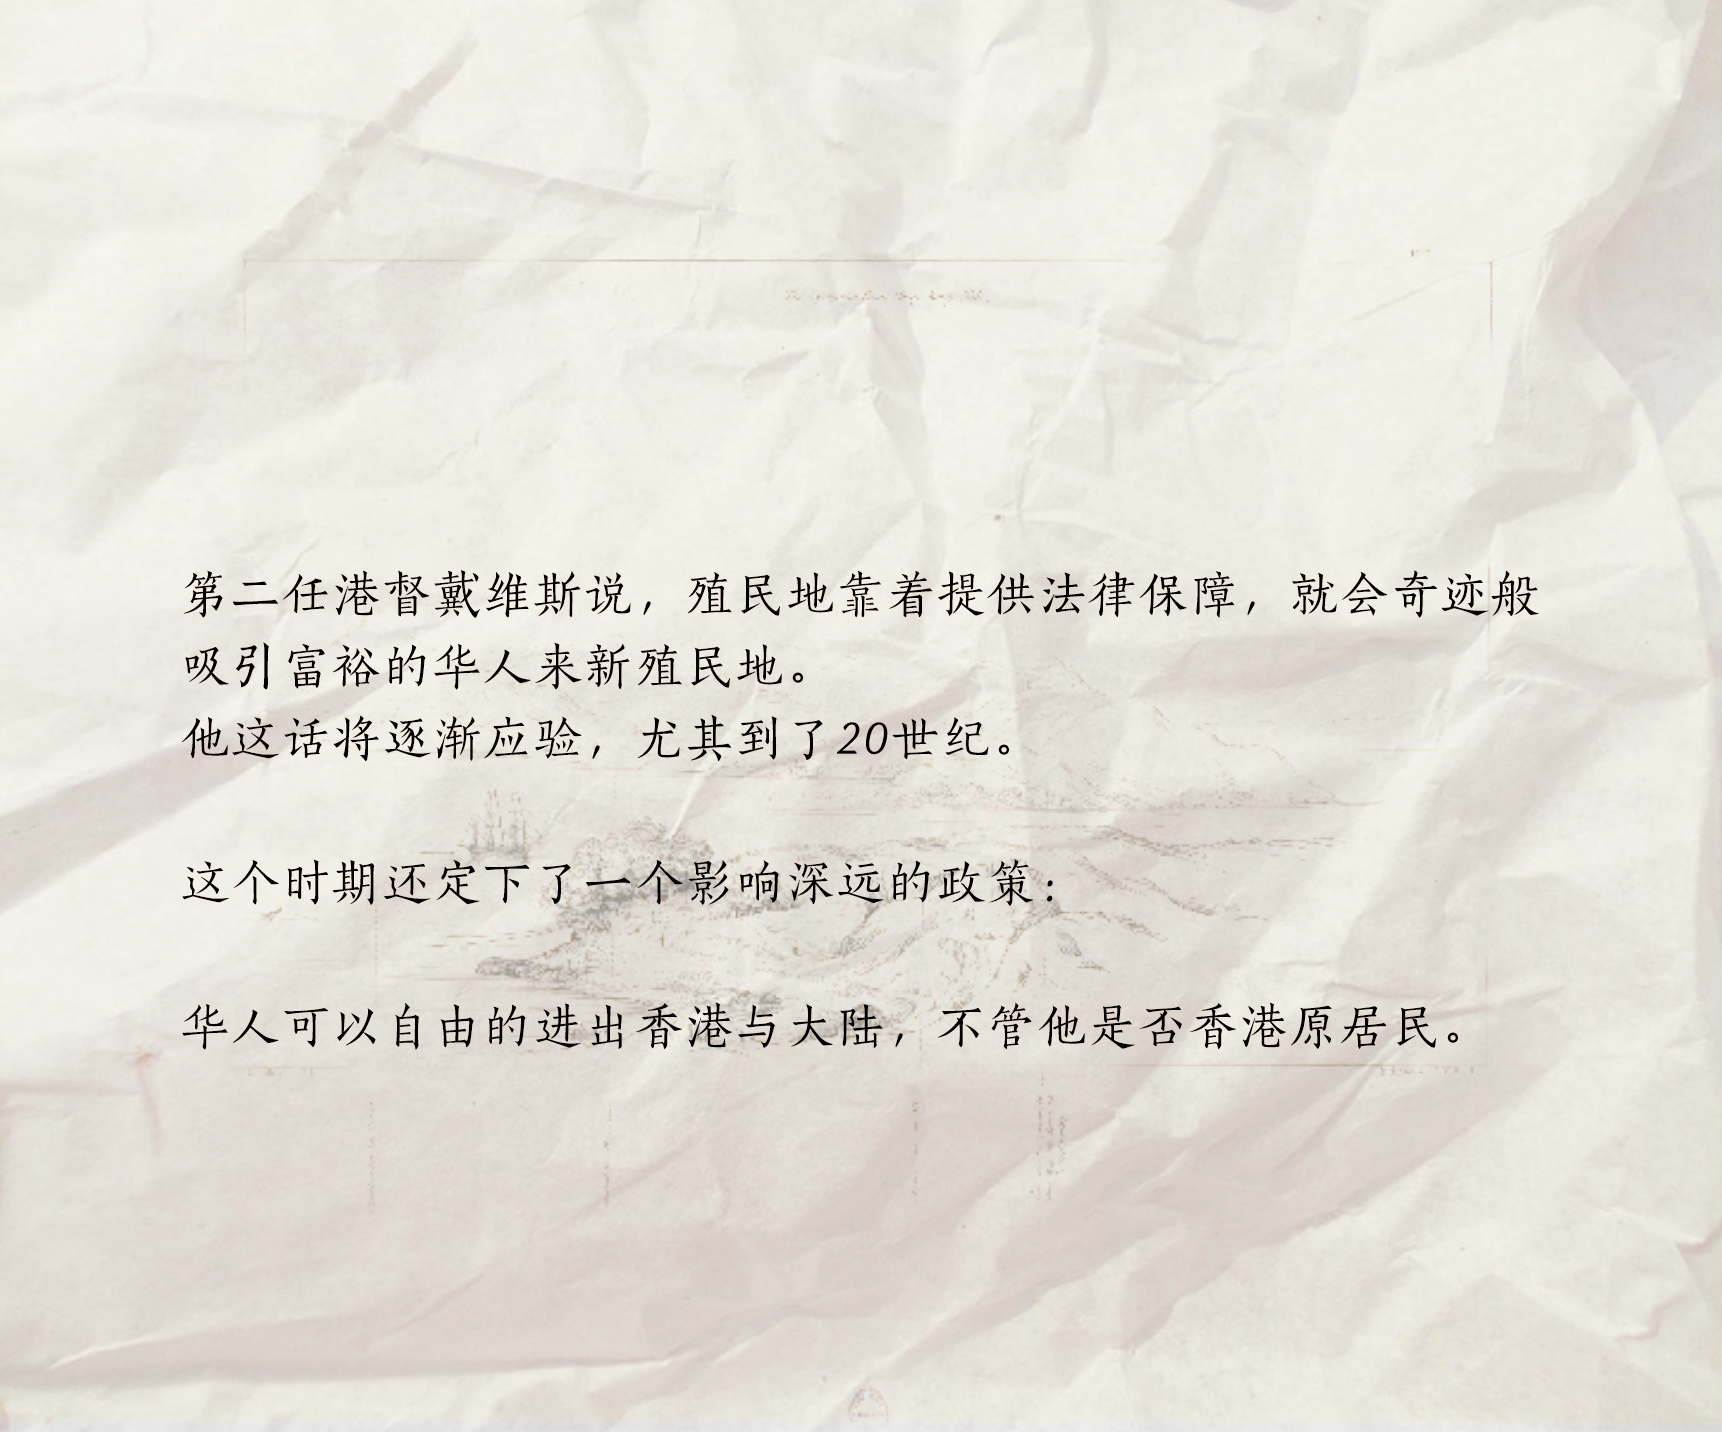 第二任港督戴维斯说，殖民地靠着提供法律保障，就会奇迹般
吸引富裕的华人来新殖民地。
他这话将逐渐应验，尤其到了20世纪。
这个时期还定下了一个影响深远的政策：
华人可以自由的进出香港与大陆，不管他是否香港原居民。